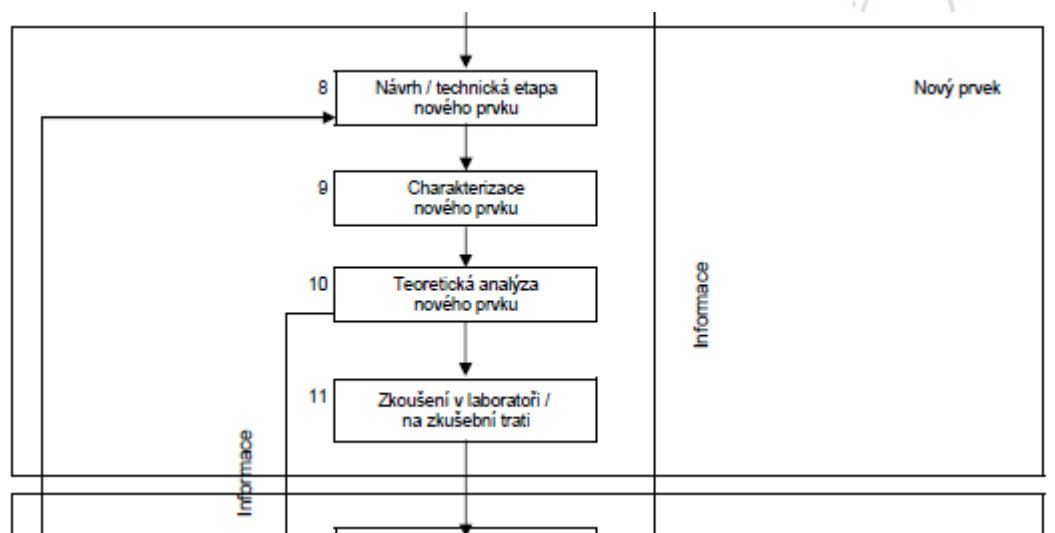 8
Návrh / technická etapa
nového prvku
Nový prvek
9
Charakterizace
nového prvku
10
Teoretická analýza
nového prvku
Informace
11
Zkoušení v laboratoři /
na zkušební trati
Informace